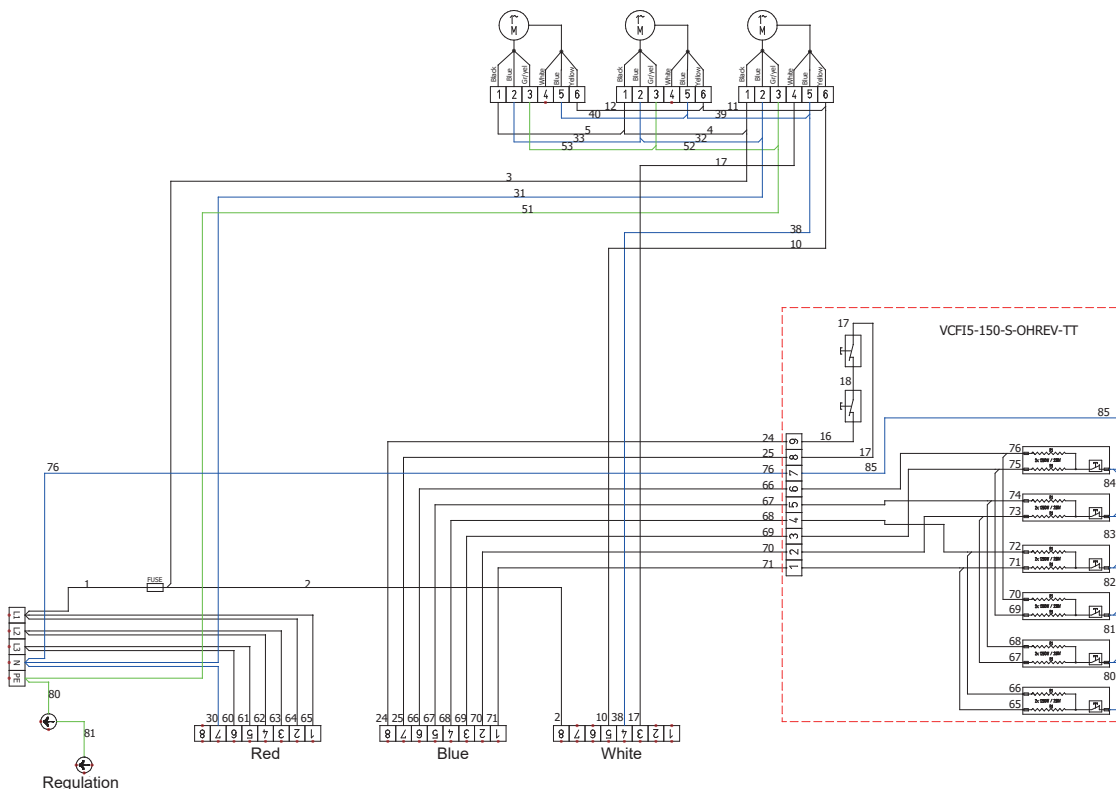 1~ 1~ 1~
M M M
Black Blue Gr/yel White Blue Yellow
Black Blue Gr/yel White Blue Yellow
Black Blue Gr/yel White Blue Yellow
1 2 3 4 5 6
1 2 3 4 5 6
1 2 3 4 5 6
12 11
40 39
5 4
33 32
53 52
17
3
31
51
38
10
VCFI5-150-S-OHREV-TT
17
18
85
24 9 16
25 8 17
76 76 7 85
66 6
67 5
68 4
69 3
70 2
71 1
76
75
84
74
73
83
72
71
82
70
69
81
68
67
80
66
65
1 FUSE 2
L1
L2
L3
N
PE
80
81
Regulation
30 60 61 62 63 64 65
8 7 6 5 4 3 2 1
Red
24 25 66 67 68 69 70 71
8 7 6 5 4 3 2 1
Blue
2 10 38 17
8 7 6 5 4 3 2 1
White